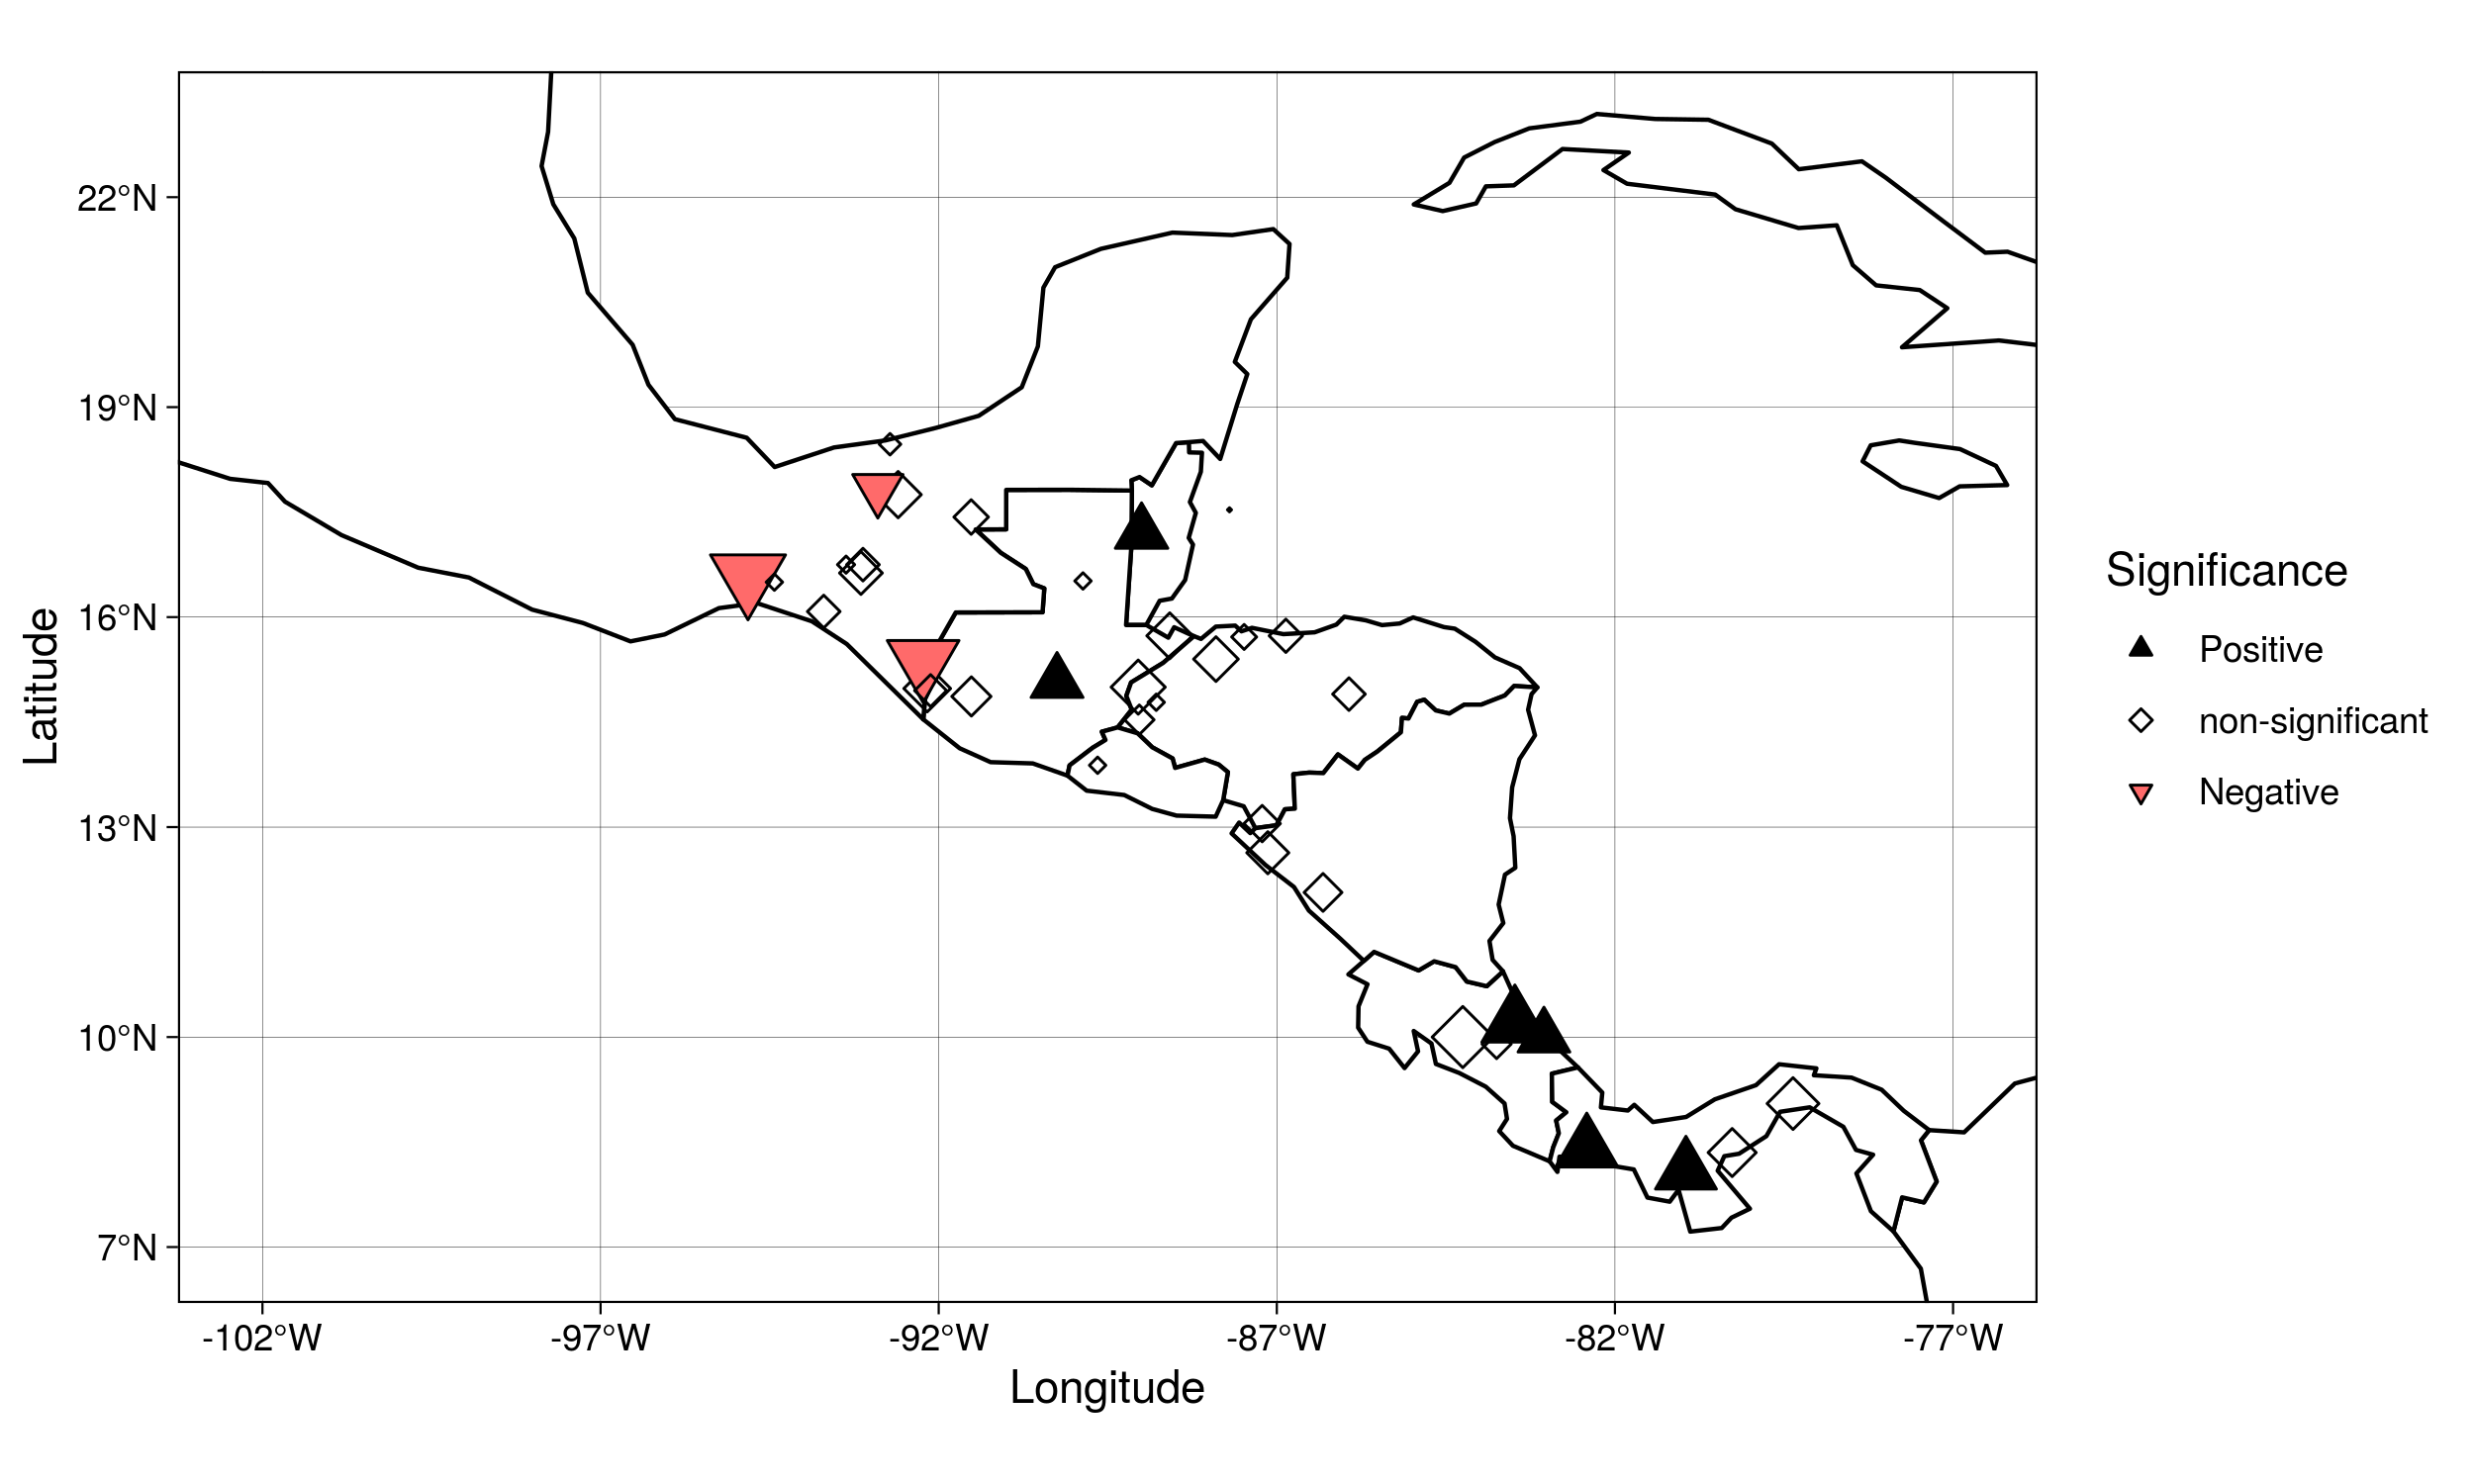 22°N
19°N
16°N
13°N
10°N
7°N
Latitude
-102°W
-97°W
-92°W
-87°W
-82°W
-77°W
Longitude
Significance
Positive
non-significant
Negative